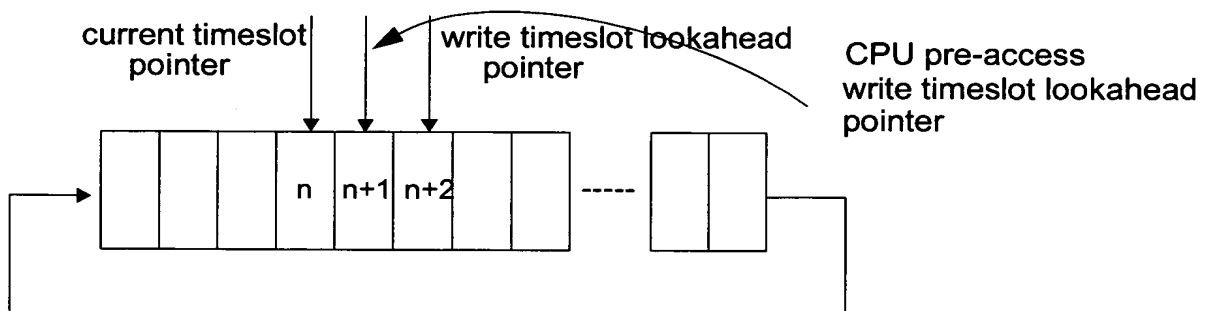 current timeslot
pointer
write timeslot lookahead
pointer
CPU pre-access
write timeslot lookahead
pointer
n
n+1
n+2